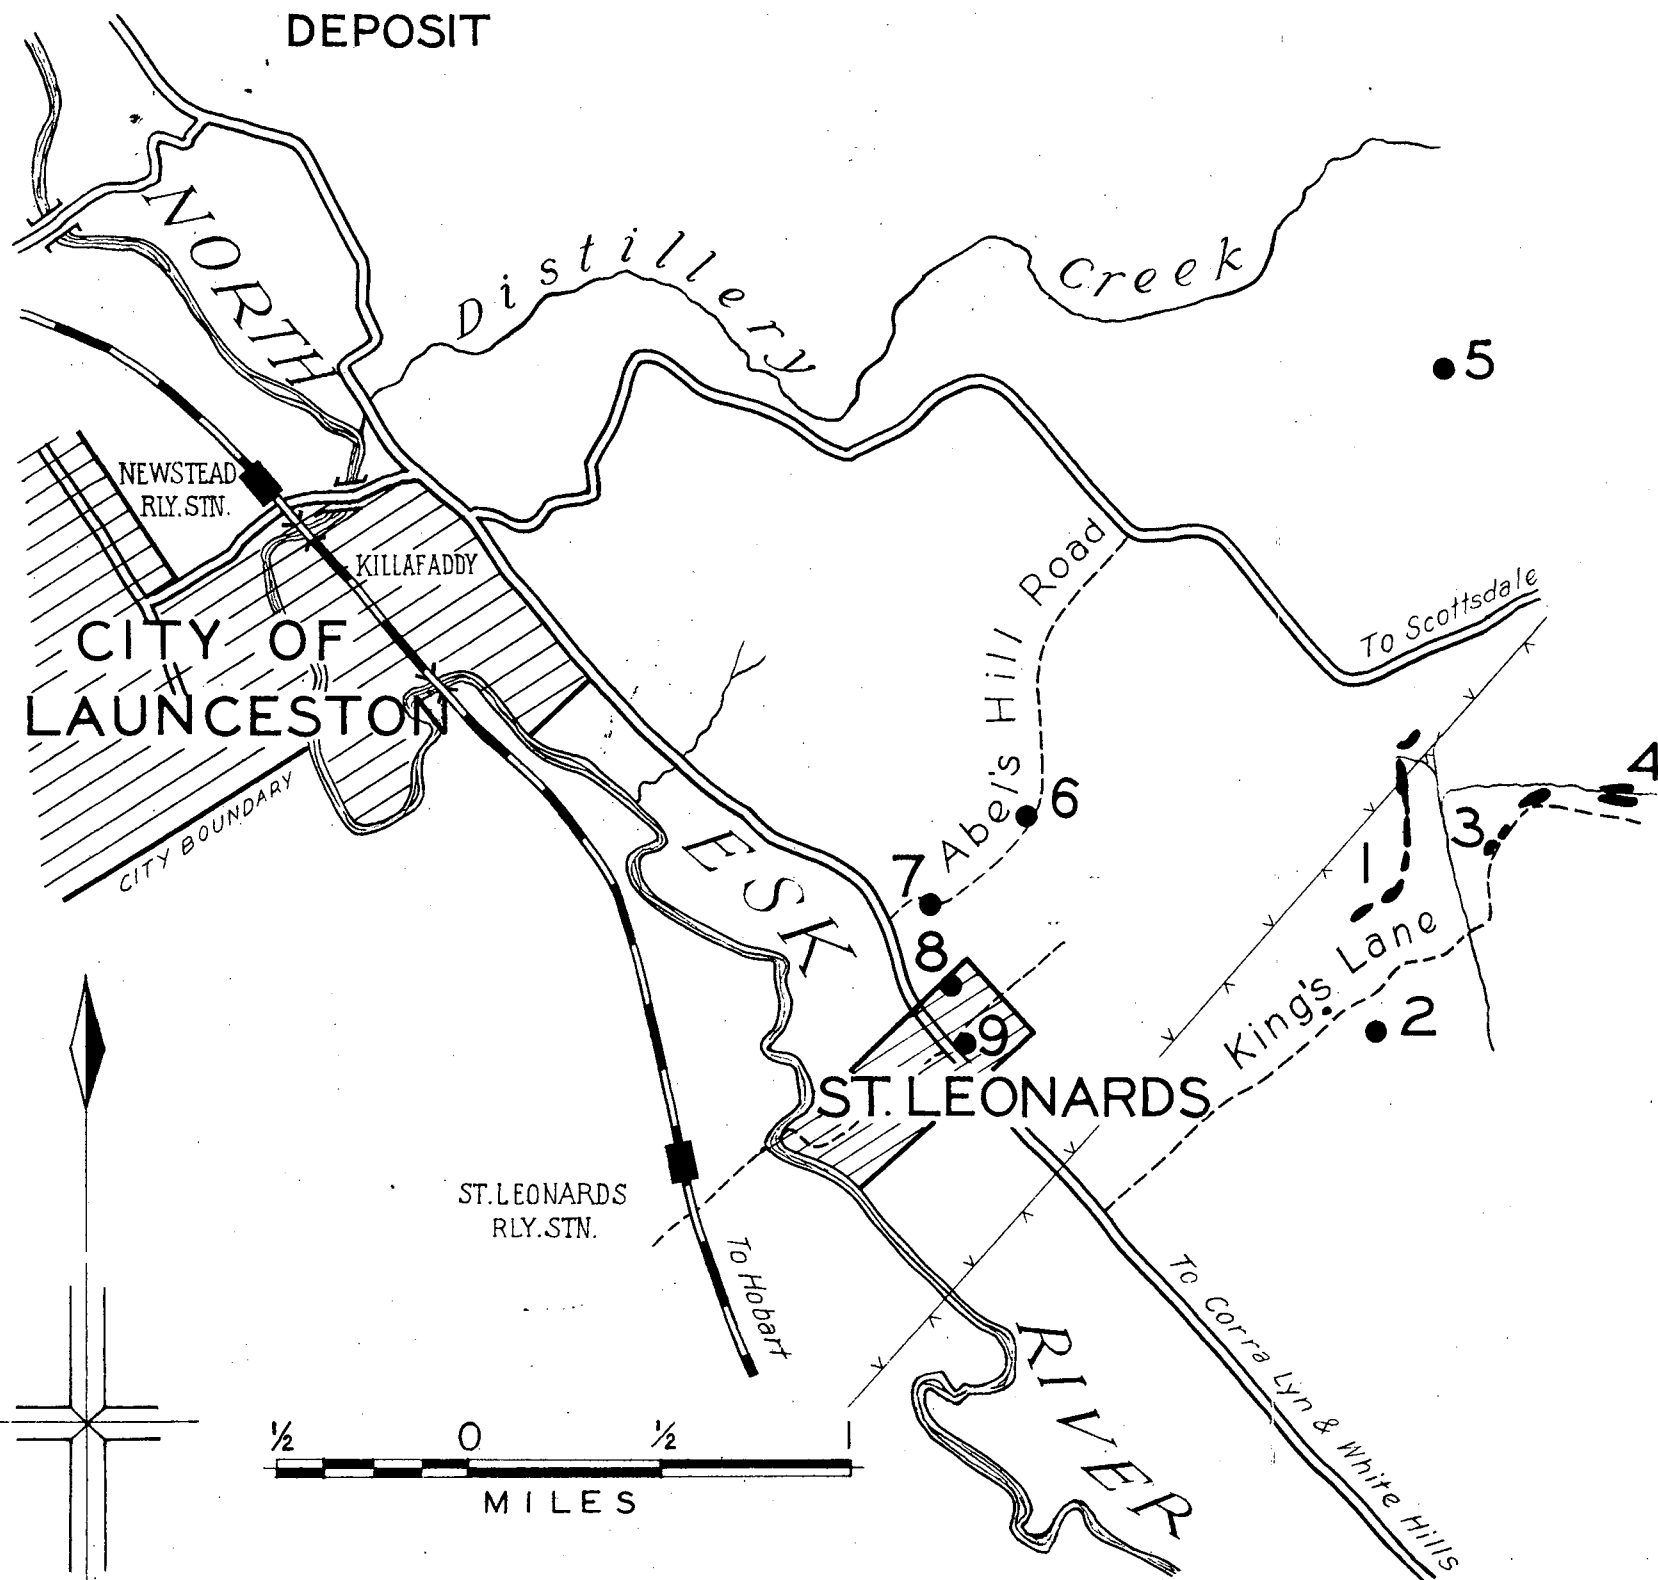 DEPOSIT
NORTH
Distillery Creek
5
NEWSTEAD
RLY. STN.
KILLAFADDY
Abel's Hill Road
To Scottsdale
CITY OF
LAUNCESTON
CITY BOUNDARY
ESK
6
7
8
9
1
3
4
King's Lane
2
ST. LEONARDS
ST. LEONARDS
RLY. STN.
To Hobart
To Corra Lyn & White Hills
RIVER
½ 0 ½ 1
MILES